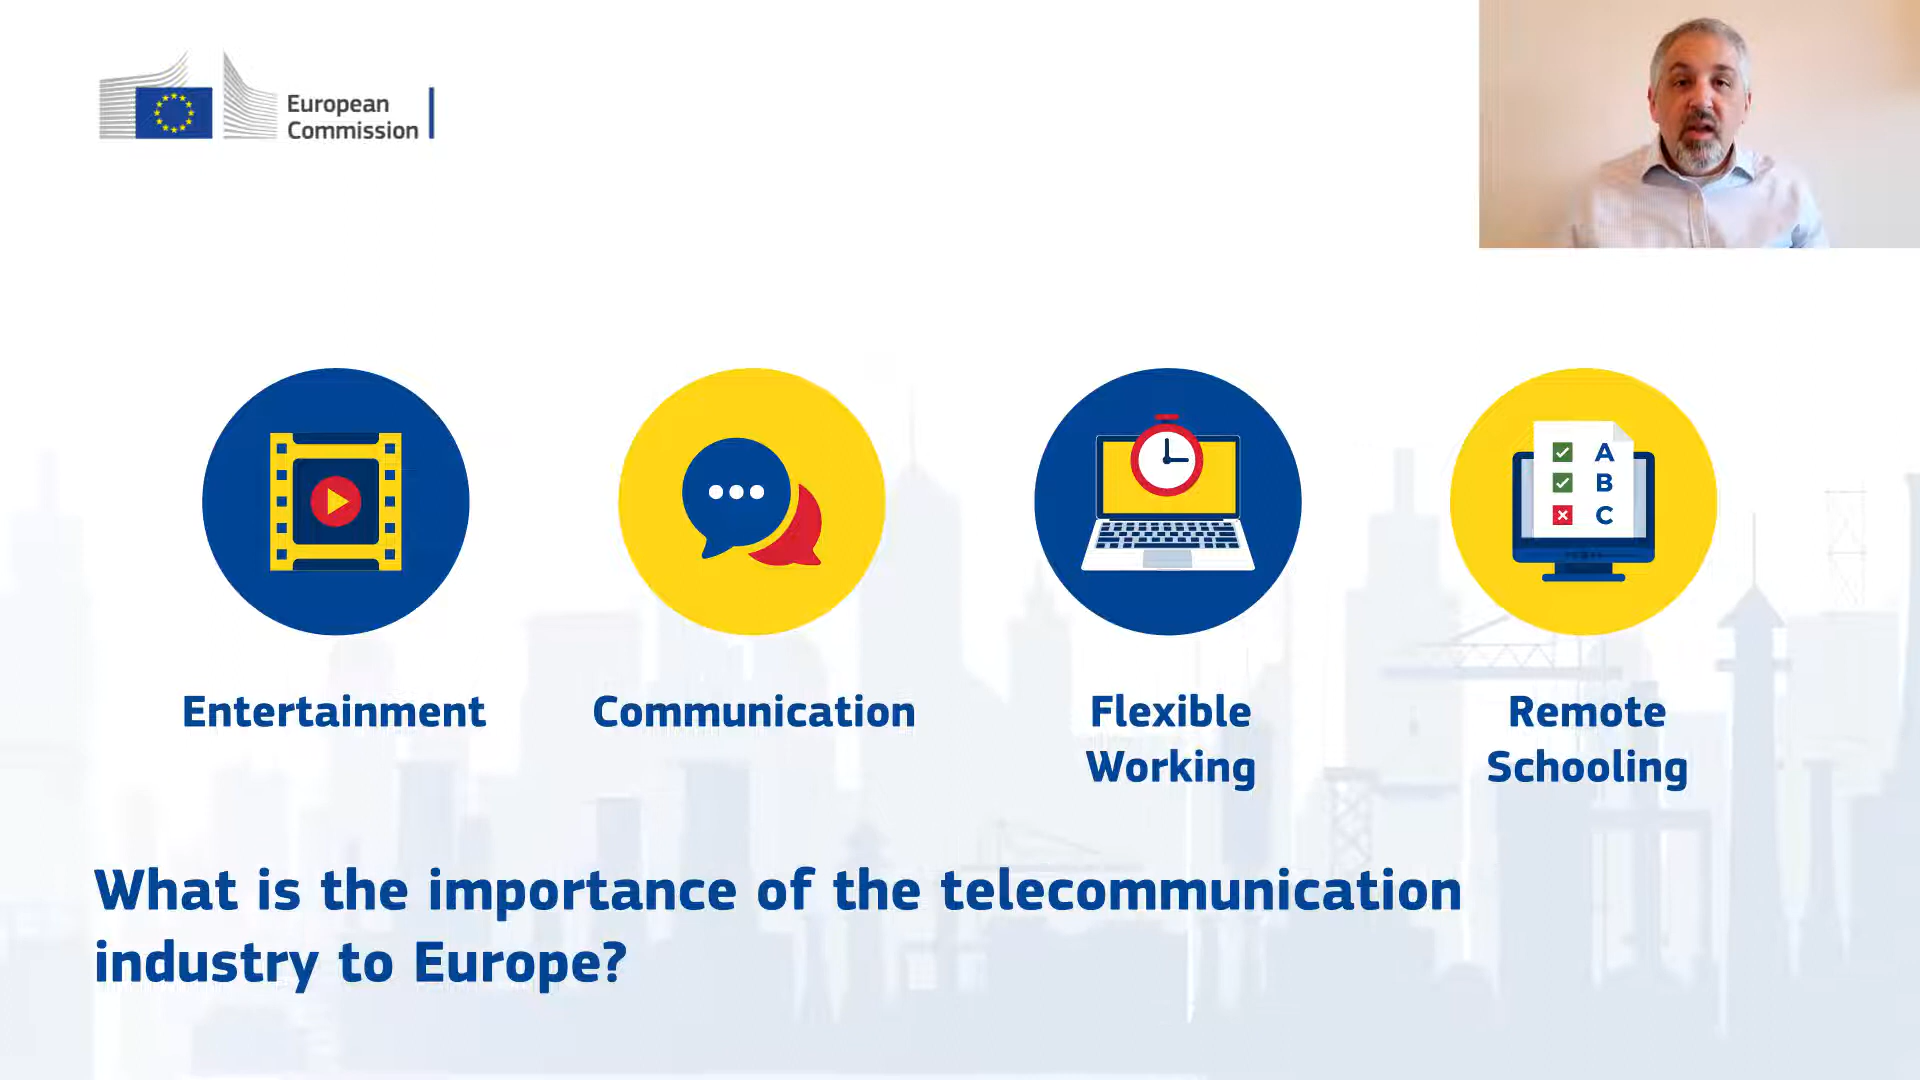 European
Commission
A
B
C
Entertainment
Communication
Flexible
Working
Remote
Schooling
What is the importance of the telecommunication
industry to Europe?